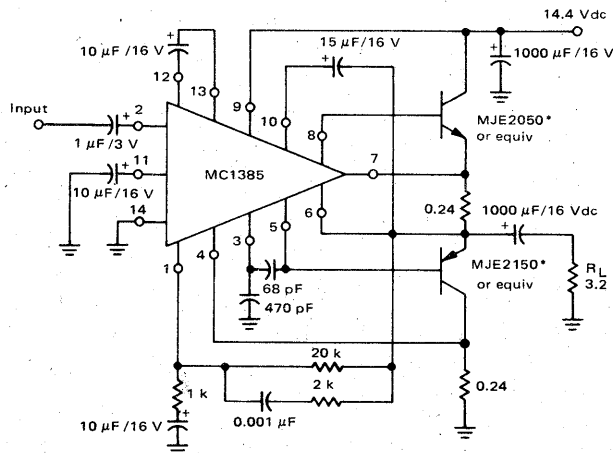 14.4 Vdc
10 µF/16 V
15 µF/16 V
1000 µF/16 V
12
13
9
10
Input
2
1 µF/3 V
8
MJE2050*
or equiv
11
10 µF/16 V
MC1385
7
14
6
0.24
1000 µF/16 Vdc
1
4
3
5
68 pF
470 pF
MJE2150*
or equiv
RL
3.2
20 k
1 k
2 k
0.24
0.001 µF
10 µF/16 V